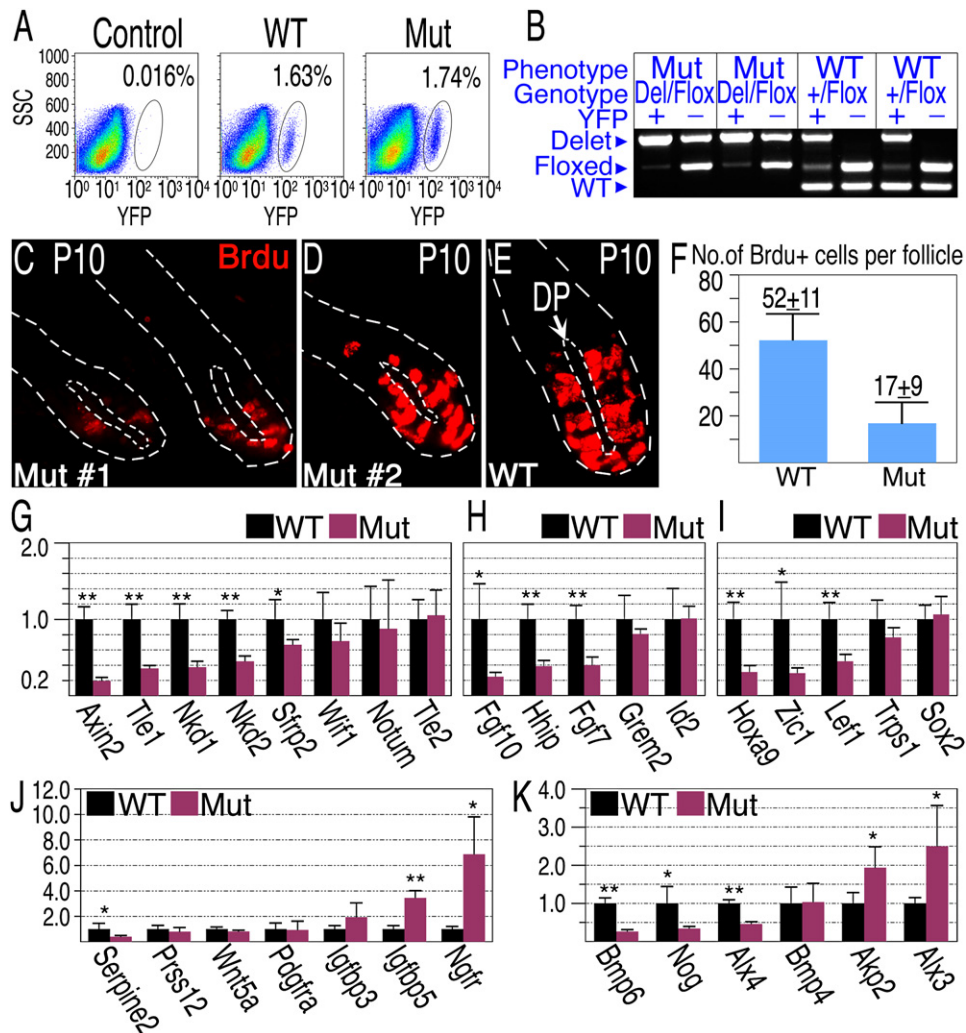 A
Control WT Mut
0.016% 1.63% 1.74%
SSC
1000
800
600
400
200
0
10⁰ 10¹ 10² 10³ 10⁴ 10⁰ 10¹ 10² 10³ 10⁴ 10⁰ 10¹ 10² 10³ 10⁴
YFP YFP YFP
B
Phenotype Mut Mut WT WT
Genotype Del/Flox Del/Flox +/Flox +/Flox
YFP + − + − + − + −
Delet ►
Floxed ►
WT ►
C P10 Brdu
Mut #1
D P10
Mut #2
E P10
DP
WT
F No.of Brdu+ cells per follicle
80
60
40
20
52±11
17±9
WT Mut
G
WT Mut
2.0
1.0
0.2
** ** ** ** *
Axin2 Tle1 Nkd1 Nkd2 Sfrp2 Wif1 Notum Tle2
H
WT Mut
* ** **
Fgf10 Hhip Fgf7 Grem2 Id2
I
WT Mut
** * **
Hoxa9 Zic1 Lef1 Trps1 Sox2
J
WT Mut
12.0
10.0
8.0
6.0
4.0
2.0
* ** *
Serpine2 Prss12 Wnt5a Pdgfra Igfbp3 Igfbp5 Ngfr
K
WT Mut
4.0
3.0
2.0
1.0
** * ** * *
Bmp6 Nog Alx4 Bmp4 Akp2 Alx3